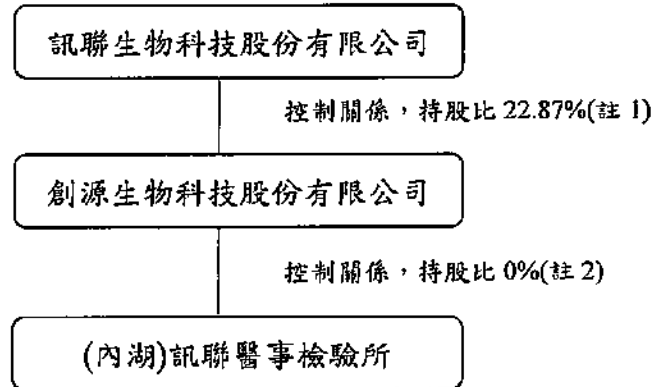 訊聯生物科技股份有限公司
控制關係，持股比 22.87%(註 1)
創源生物科技股份有限公司
控制關係，持股比 0%(註 2)
(內湖)訊聯醫事檢驗所